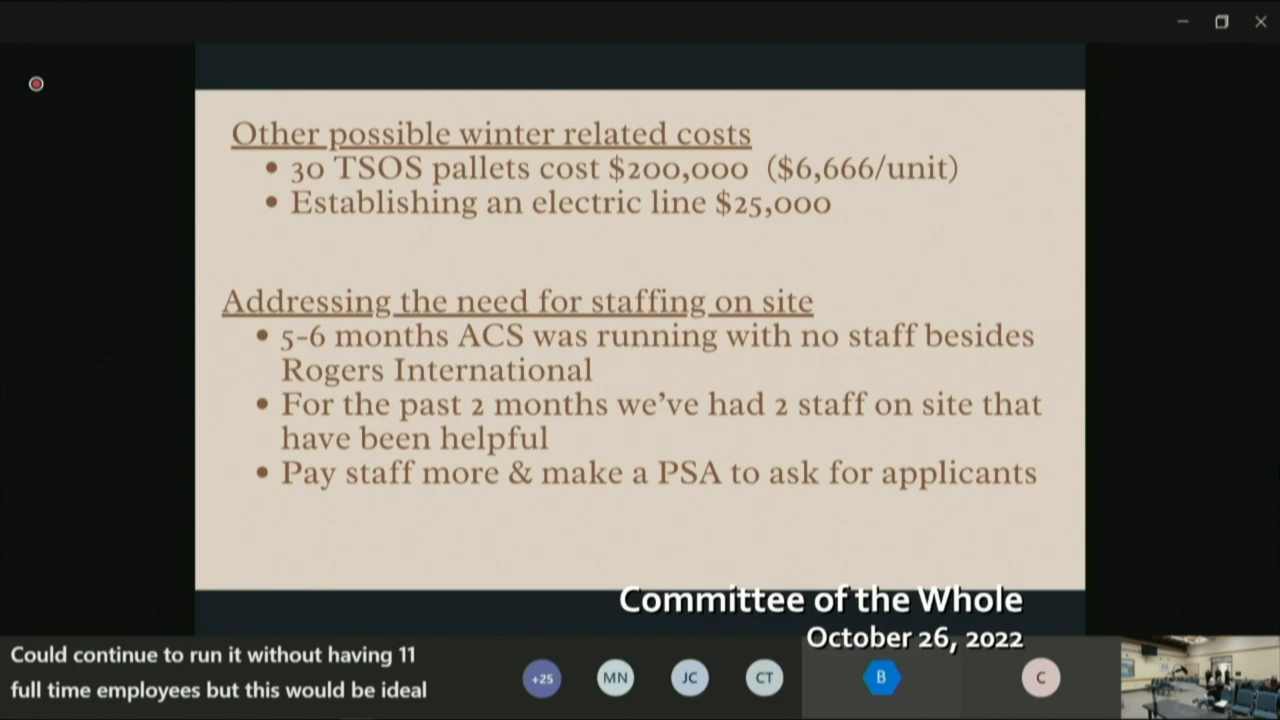 Other possible winter related costs
• 30 TSOS pallets cost $200,000 ($6,666/unit)
• Establishing an electric line $25,000
Addressing the need for staffing on site
• 5-6 months ACS was running with no staff besides
Rogers International
• For the past 2 months we've had 2 staff on site that
have been helpful
• Pay staff more & make a PSA to ask for applicants
Committee of the Whole
October 26, 2022
Could continue to run it without having 11
full time employees but this would be ideal
+25
MN
JC
CT
B
C